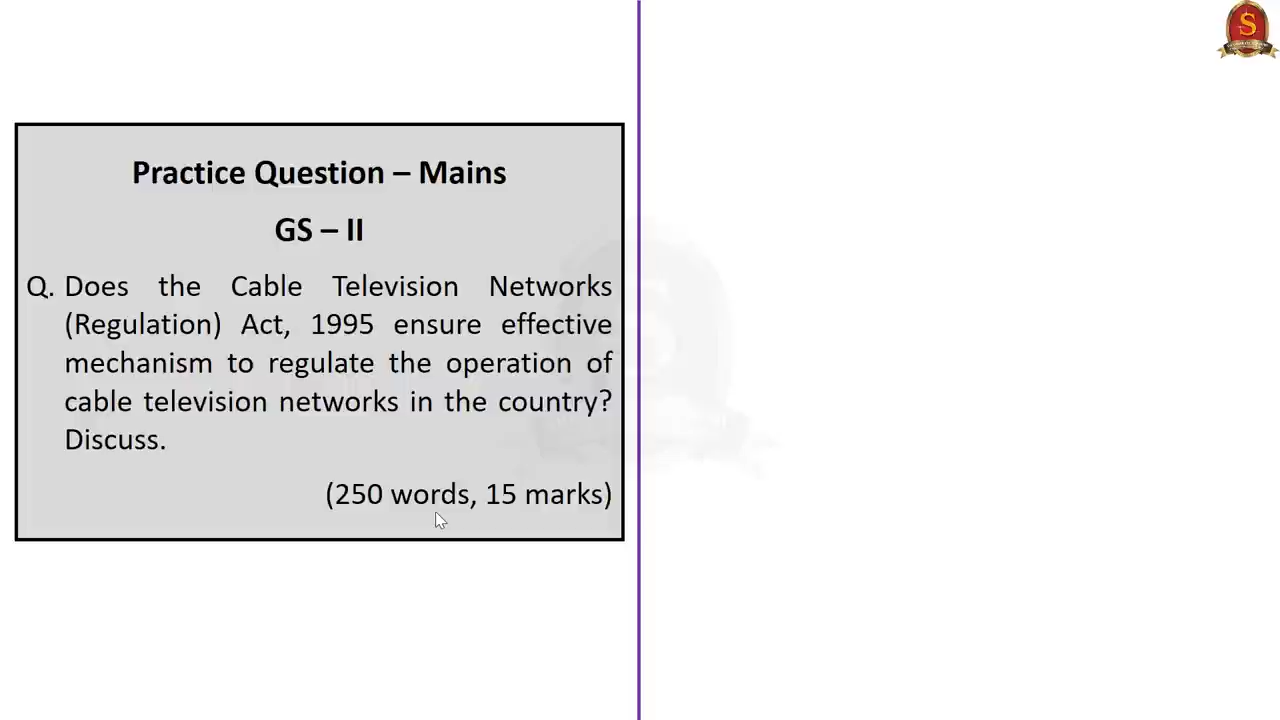 S
Practice Question – Mains
GS – II
Q. Does the Cable Television Networks
(Regulation) Act, 1995 ensure effective
mechanism to regulate the operation of
cable television networks in the country?
Discuss.
(250 words, 15 marks)